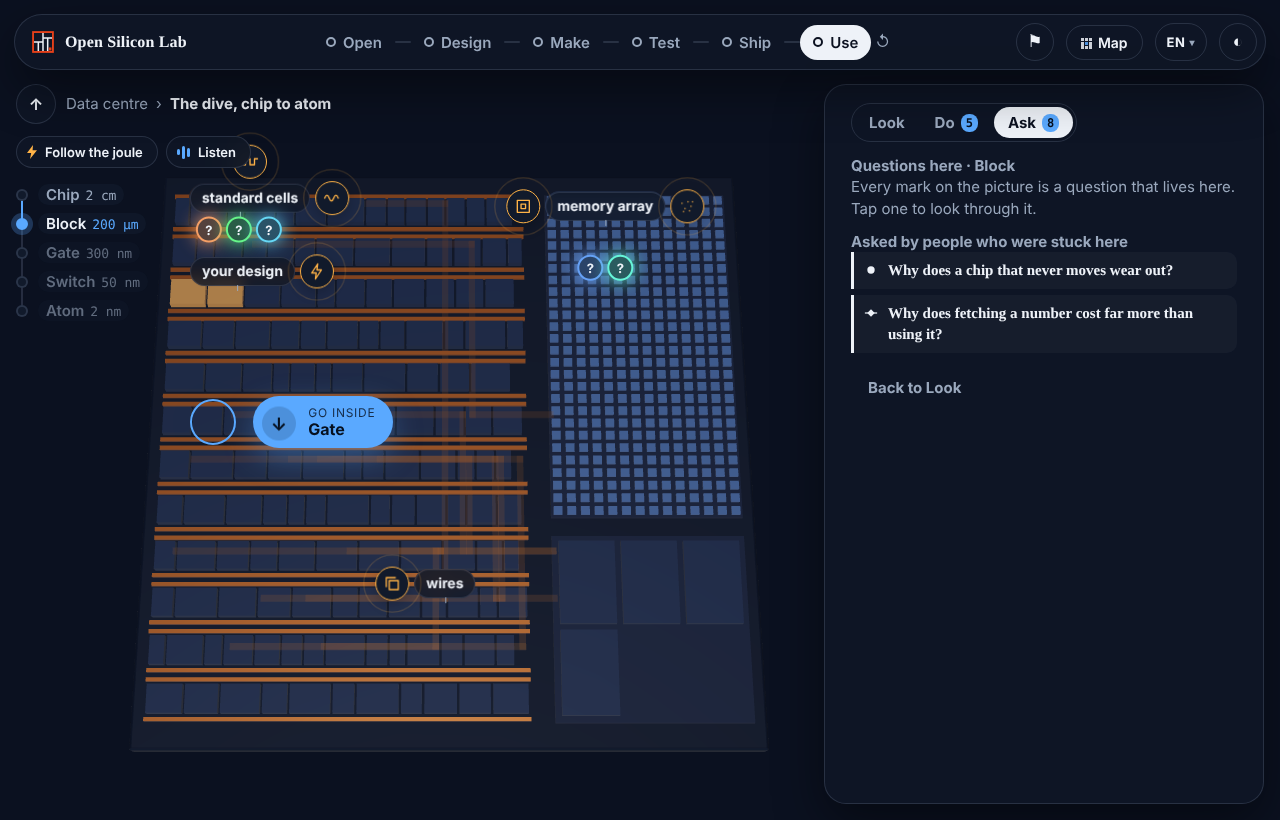 Open Silicon Lab
Open
Design
Make
Test
Ship
Use
Map
EN
Data centre › The dive, chip to atom
Follow the joule
Listen
Chip 2 cm
Block 200 µm
Gate 300 nm
Switch 50 nm
Atom 2 nm
standard cells
? ? ?
your design
memory array
? ?
GO INSIDE
Gate
wires
Look
Do 5
Ask 8
Questions here · Block
Every mark on the picture is a question that lives here.
Tap one to look through it.
Asked by people who were stuck here
Why does a chip that never moves wear out?
Why does fetching a number cost far more than
using it?
Back to Look